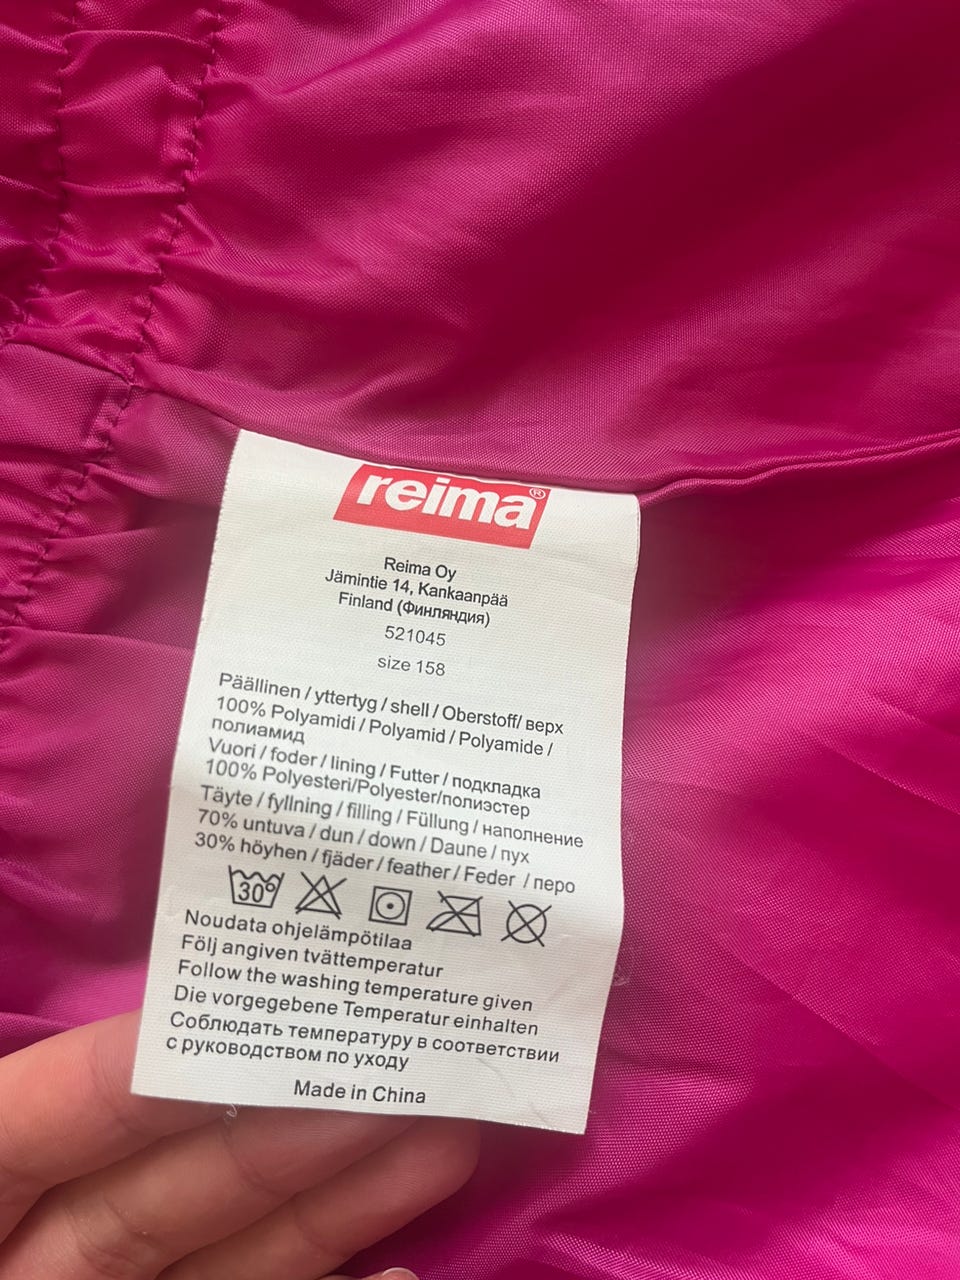 reima®
Reima Oy
Jämintie 14, Kankaanpää
Finland (Финляндия)
521045
size 158
Päällinen / yttertyg / shell / Oberstoff/ верх
100% Polyamidi / Polyamid / Polyamide /
полиамид
Vuori / foder / lining / Futter / подкладка
100% Polyesteri/Polyester/полиэстер
Täyte / fyllning / filling / Füllung / наполнение
70% untuva / dun / down / Daune / пух
30% höyhen / fjäder / feather / Feder / перо
30°
Noudata ohjelämpötilaa
Följ angiven tvättemperatur
Follow the washing temperature given
Die vorgegebene Temperatur einhalten
Соблюдать температуру в соответствии
с руководством по уходу
Made in China